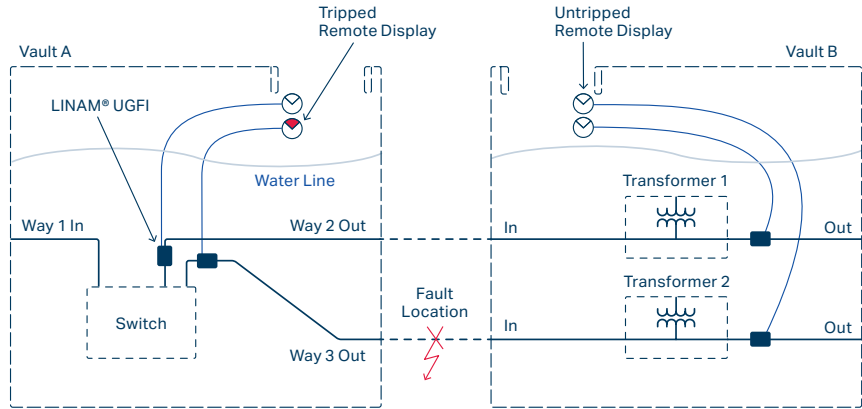 Tripped
Remote Display
Untripped
Remote Display
Vault A
Vault B
LINAM® UGFI
Water Line
Transformer 1
Way 1 In
Way 2 Out
In
Out
Transformer 2
Fault
Location
Switch
In
Out
Way 3 Out